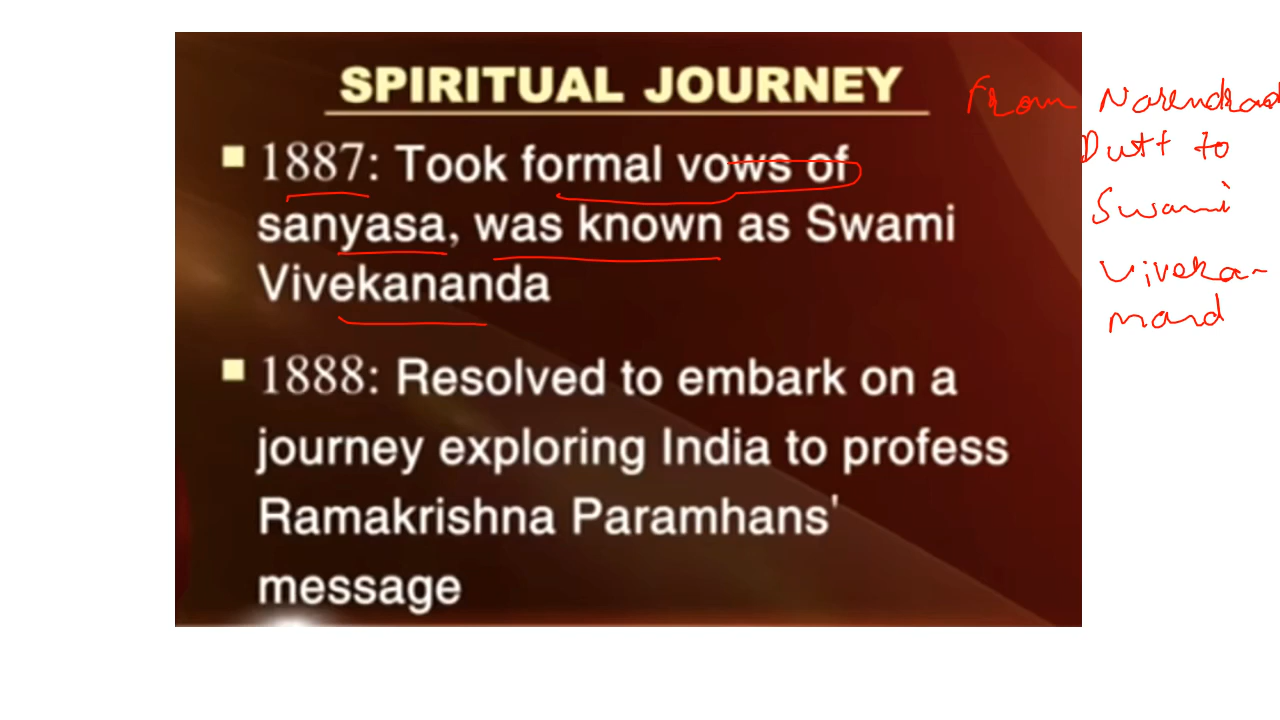 SPIRITUAL JOURNEY
1887: Took formal vows of
sanyasa, was known as Swami
Vivekananda
1888: Resolved to embark on a
journey exploring India to profess
Ramakrishna Paramhans'
message
From
Dutt to
Swami
Viveka-
nand